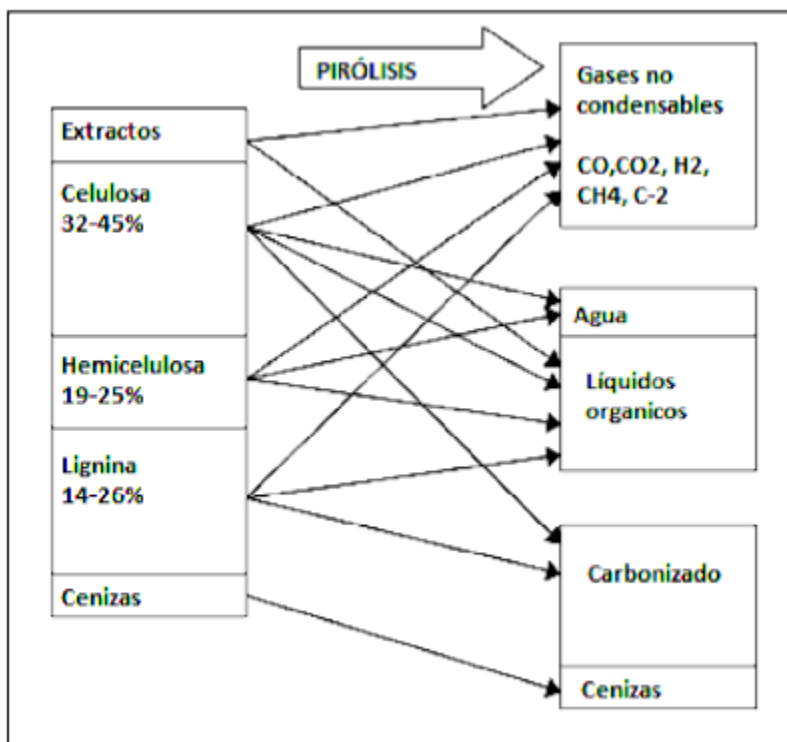 PIRÓLISIS
Extractos
Celulosa
32-45%
Hemicelulosa
19-25%
Lignina
14-26%
Cenizas
Gases no
condensables
CO,CO2, H2,
CH4, C-2
Agua
Líquidos
organicos
Carbonizado
Cenizas